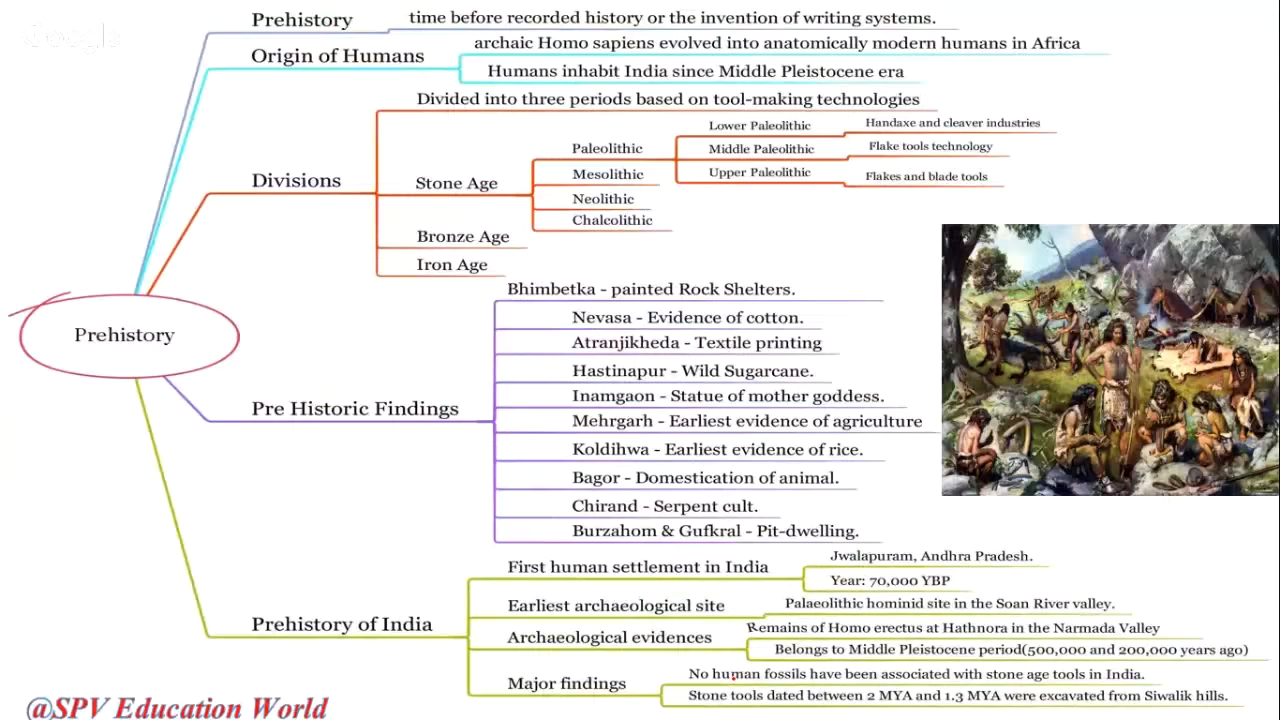 Google
Prehistory
time before recorded history or the invention of writing systems.
Origin of Humans
archaic Homo sapiens evolved into anatomically modern humans in Africa
Humans inhabit India since Middle Pleistocene era
Divisions
Divided into three periods based on tool-making technologies
Stone Age
Paleolithic
Lower Paleolithic
Handaxe and cleaver industries
Middle Paleolithic
Flake tools technology
Upper Paleolithic
Flakes and blade tools
Mesolithic
Neolithic
Chalcolithic
Bronze Age
Iron Age
Prehistory
Pre Historic Findings
Bhimbetka - painted Rock Shelters.
Nevasa - Evidence of cotton.
Atranjikheda - Textile printing
Hastinapur - Wild Sugarcane.
Inamgaon - Statue of mother goddess.
Mehrgarh - Earliest evidence of agriculture
Koldihwa - Earliest evidence of rice.
Bagor - Domestication of animal.
Chirand - Serpent cult.
Burzahom & Gufkral - Pit-dwelling.
Prehistory of India
First human settlement in India
Jwalapuram, Andhra Pradesh.
Year: 70,000 YBP
Earliest archaeological site
Palaeolithic hominid site in the Soan River valley.
Archaeological evidences
Remains of Homo erectus at Hathnora in the Narmada Valley
Belongs to Middle Pleistocene period(500,000 and 200,000 years ago)
Major findings
No human fossils have been associated with stone age tools in India.
Stone tools dated between 2 MYA and 1.3 MYA were excavated from Siwalik hills.
@SPV Education World